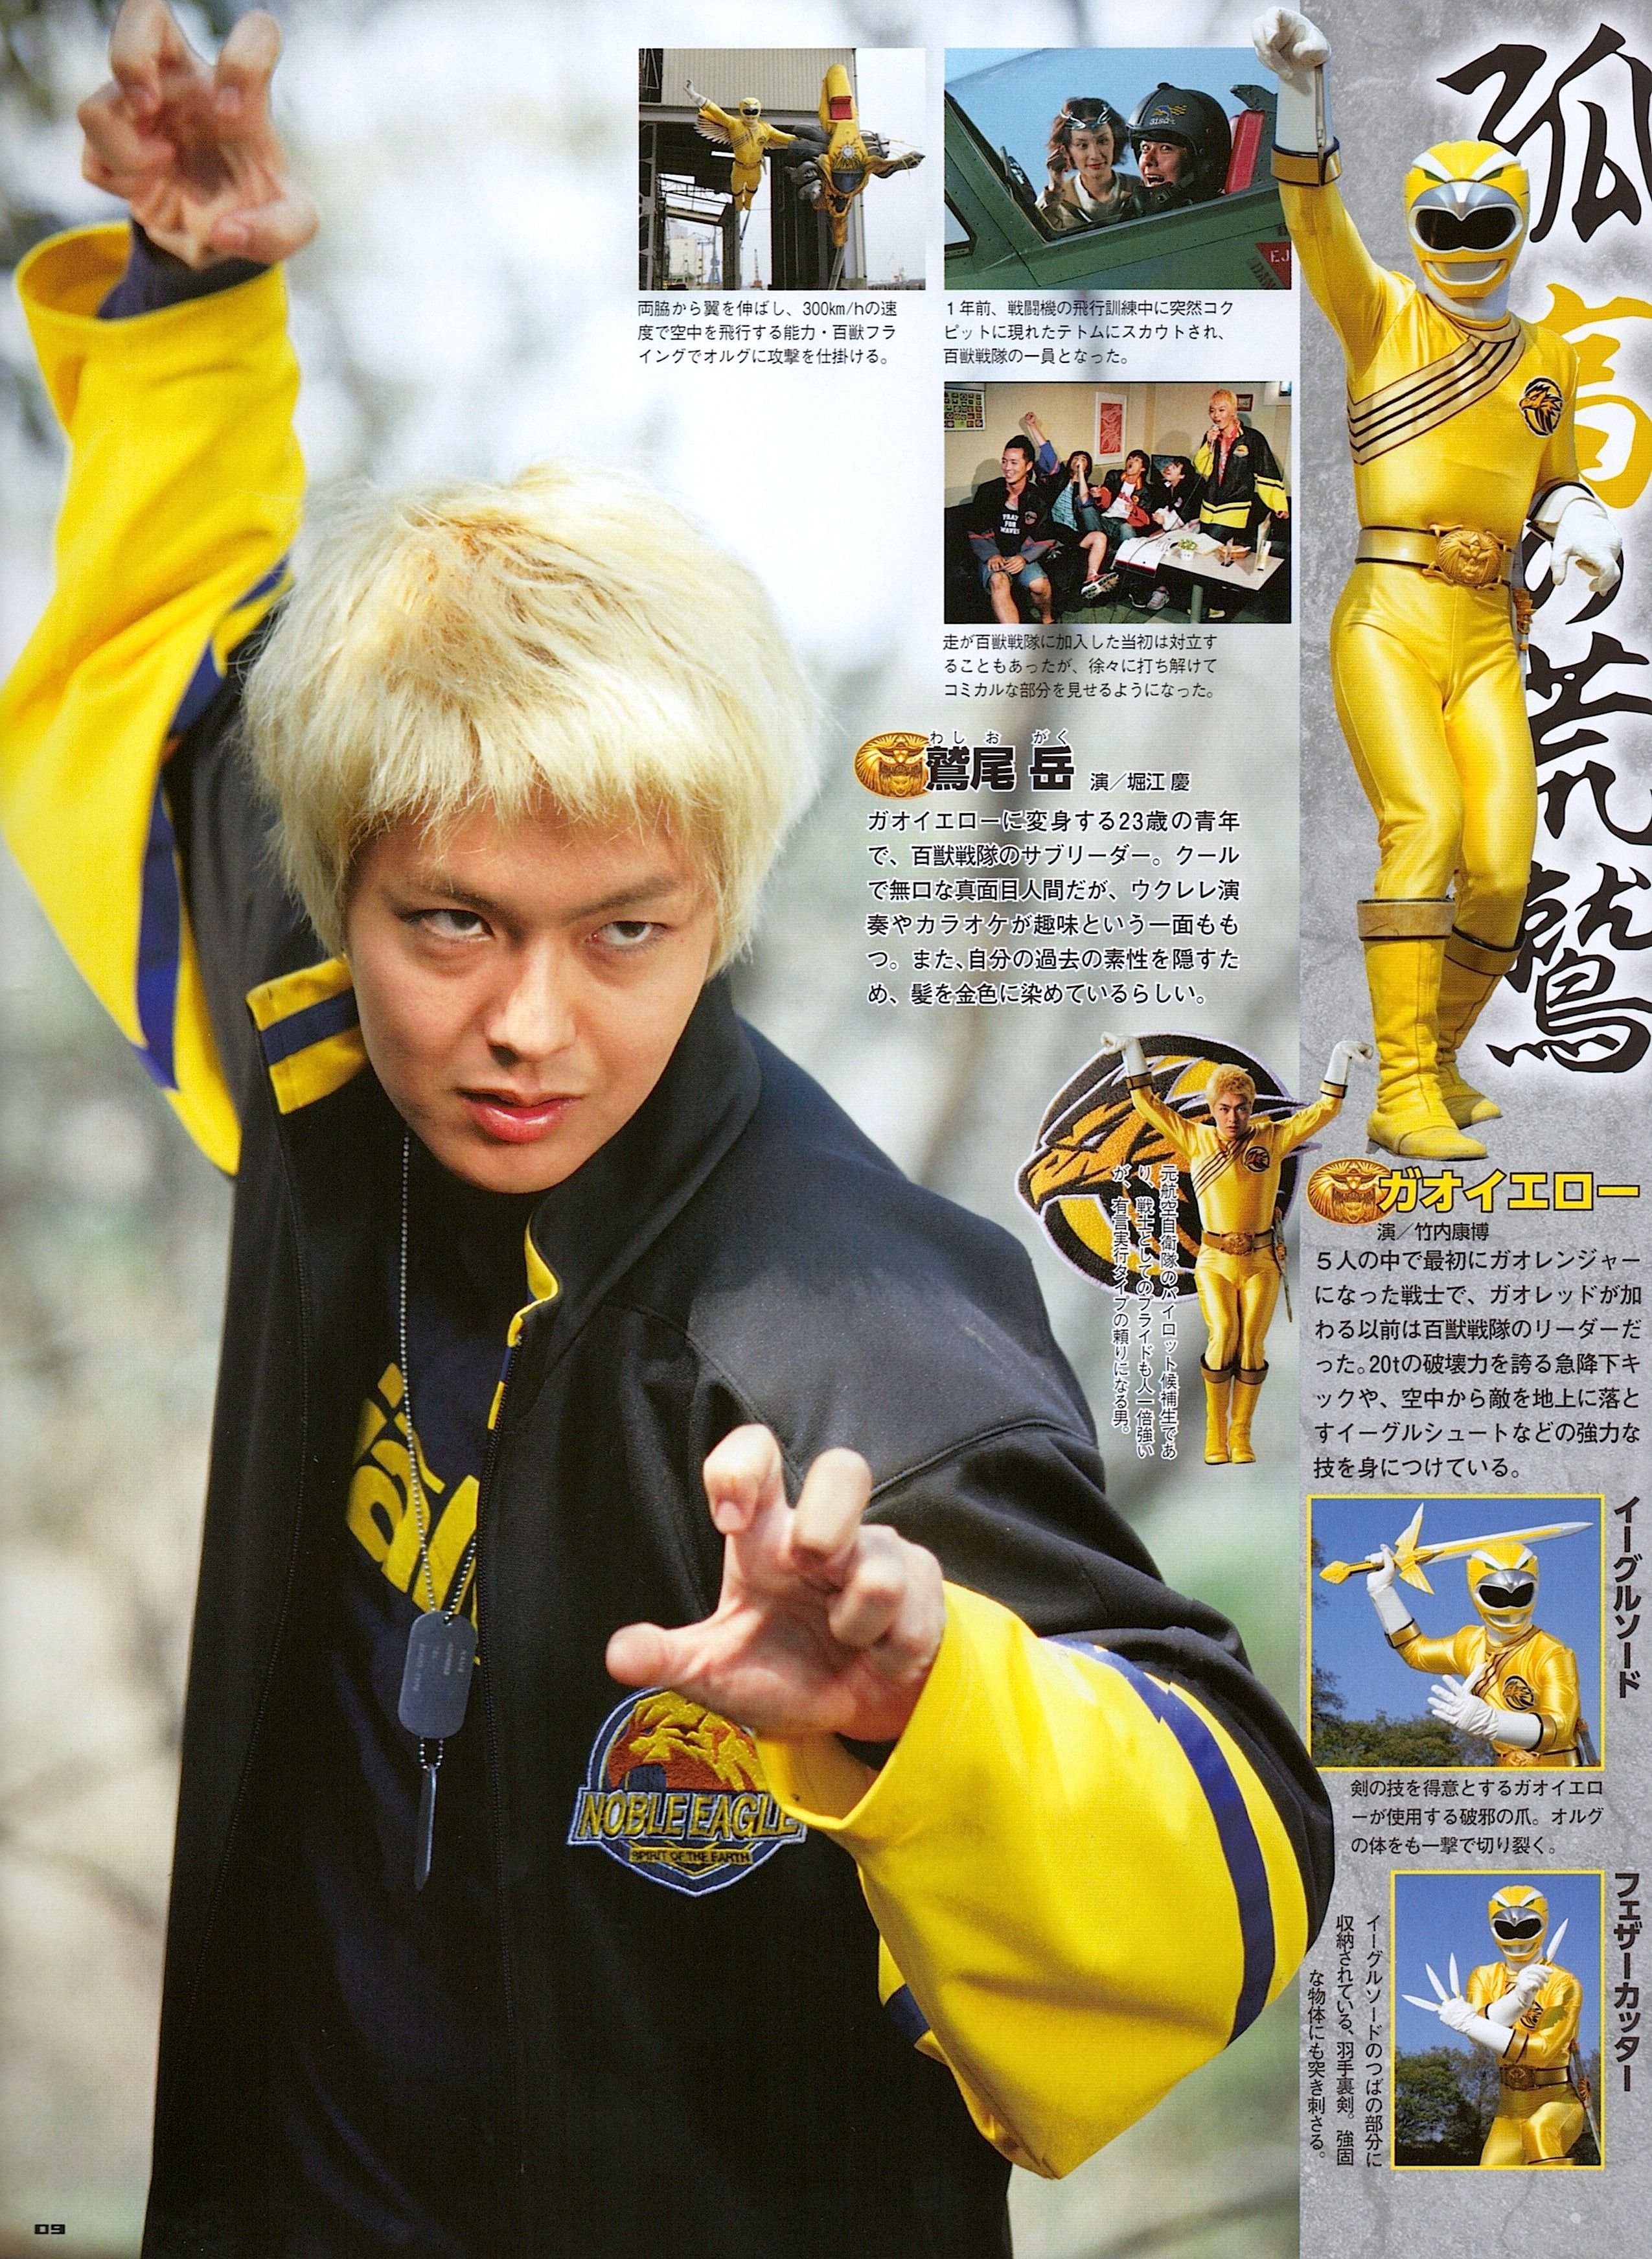 孤高の荒鷲
両脇から翼を伸ばし、300km/hの速
度で空中を飛行する能力・百獣フラ
イングでオルグに攻撃を仕掛ける。
１年前、戦闘機の飛行訓練中に突然コク
ピットに現れたテトムにスカウトされ、
百獣戦隊の一員となった。
走が百獣戦隊に加入した当初は対立す
ることもあったが、徐々に打ち解けて
コミカルな部分を見せるようになった。
わしお がく
鷲尾 岳 演／堀江 慶
ガオイエローに変身する23歳の青年
で、百獣戦隊のサブリーダー。クール
で無口な真面目人間だが、ウクレレ演
奏やカラオケが趣味という一面もも
つ。また、自分の過去の素性を隠すた
め、髪を金色に染めているらしい。
元航空自衛隊のパイロット候補生であ
り、戦士としてのプライドも人一倍強い
が、有言実行タイプの頼りになる男。
ガオイエロー
演／竹内康博
５人の中で最初にガオレンジャー
になった戦士で、ガオレッドが加
わる以前は百獣戦隊のリーダーだ
った。20tの破壊力を誇る急降下キ
ックや、空中から敵を地上に落と
すイーグルシュートなどの強力な
技を身につけている。
イーグルソード
剣の技を得意とするガオイエロ
ーが使用する破邪の爪。オルグ
の体をも一撃で切り裂く。
フェザーカッター
イーグルソードのつばの部分に
収納されている、羽手裏剣。強固
な物体にも突き刺さる。
NOBLE EAGLE
SPIRIT OF THE EARTH
PRAY
FOR
WAVES
09